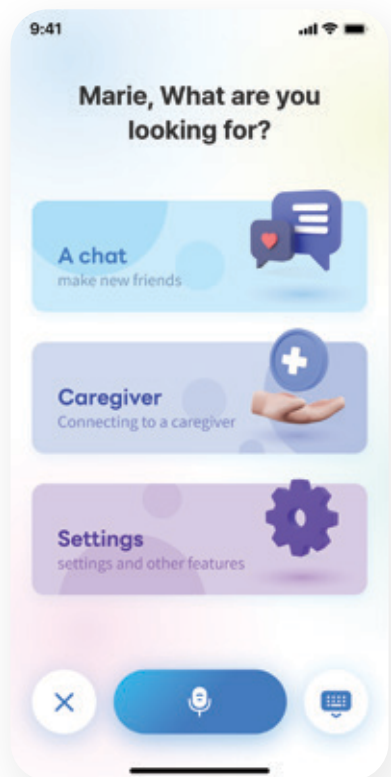 9:41
Marie, What are you
looking for?
A chat
make new friends
Caregiver
Connecting to a caregiver
Settings
settings and other features